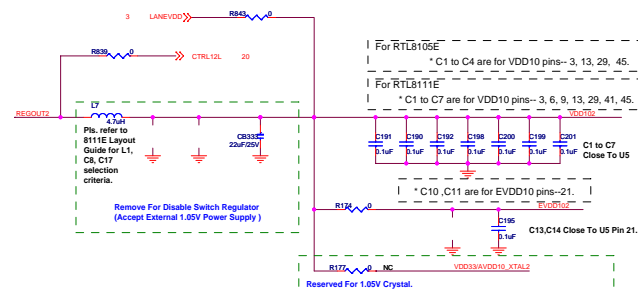 3 LANEVDD
R843 0
R839 0
CTRL12L 20
For RTL8105E
* C1 to C4 are for VDD10 pins-- 3, 13, 29, 45.
For RTL8111E
* C1 to C7 are for VDD10 pins-- 3, 6, 9, 13, 29, 41, 45.
REGOUT2
L7
4.7uH
VDD102
Pls. refer to
8111E Layout
Guide for L1,
C8, C17
selection
criteria.
CB333
22uF/25V
C191
0.1uF
C190
0.1uF
C192
0.1uF
C198
0.1uF
C200
0.1uF
C199
0.1uF
C201
0.1uF
C1 to C7
Close To U5
* C10 ,C11 are for EVDD10 pins--21.
Remove For Disable Switch Regulator
(Accept External 1.05V Power Supply )
R174 0
EVDD102
C195
0.1uF
C13,C14 Close To U5 Pin 21.
R177 0 NC
VDD33/AVDD10_XTAL2
Reserved For 1.05V Crystal.